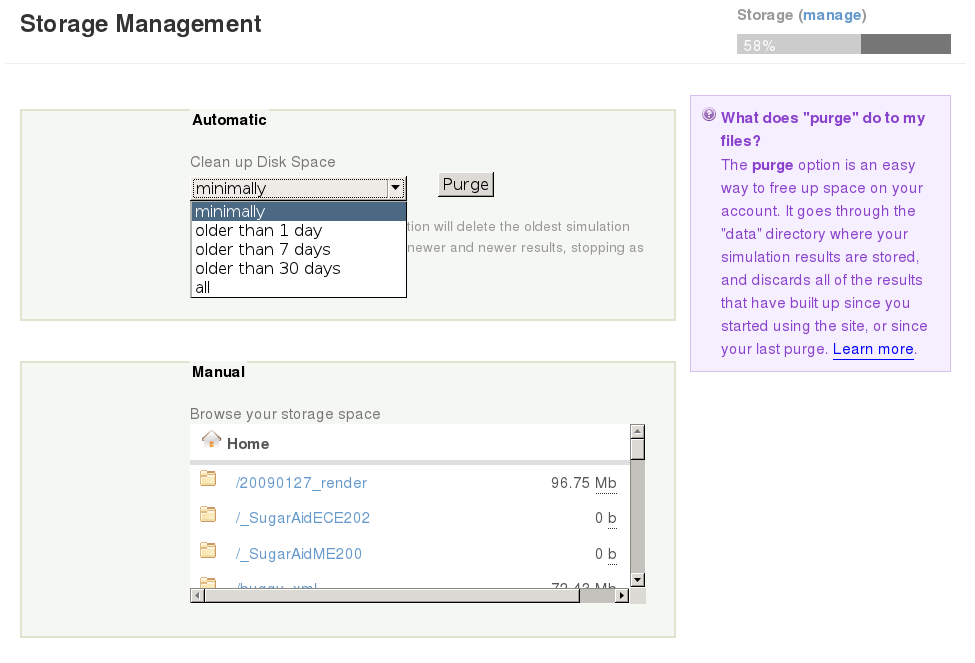 Storage Management
Storage (manage)
58%
Automatic
Clean up Disk Space
minimally
Purge
minimally
older than 1 day
older than 7 days
older than 30 days
all
tion will delete the oldest simulation
newer and newer results, stopping as
What does "purge" do to my
files?
The purge option is an easy
way to free up space on your
account. It goes through the
"data" directory where your
simulation results are stored,
and discards all of the results
that have built up since you
started using the site, or since
your last purge. Learn more.
Manual
Browse your storage space
Home
/20090127_render 96.75 Mb
/_SugarAidECE202 0 b
/_SugarAidME200 0 b